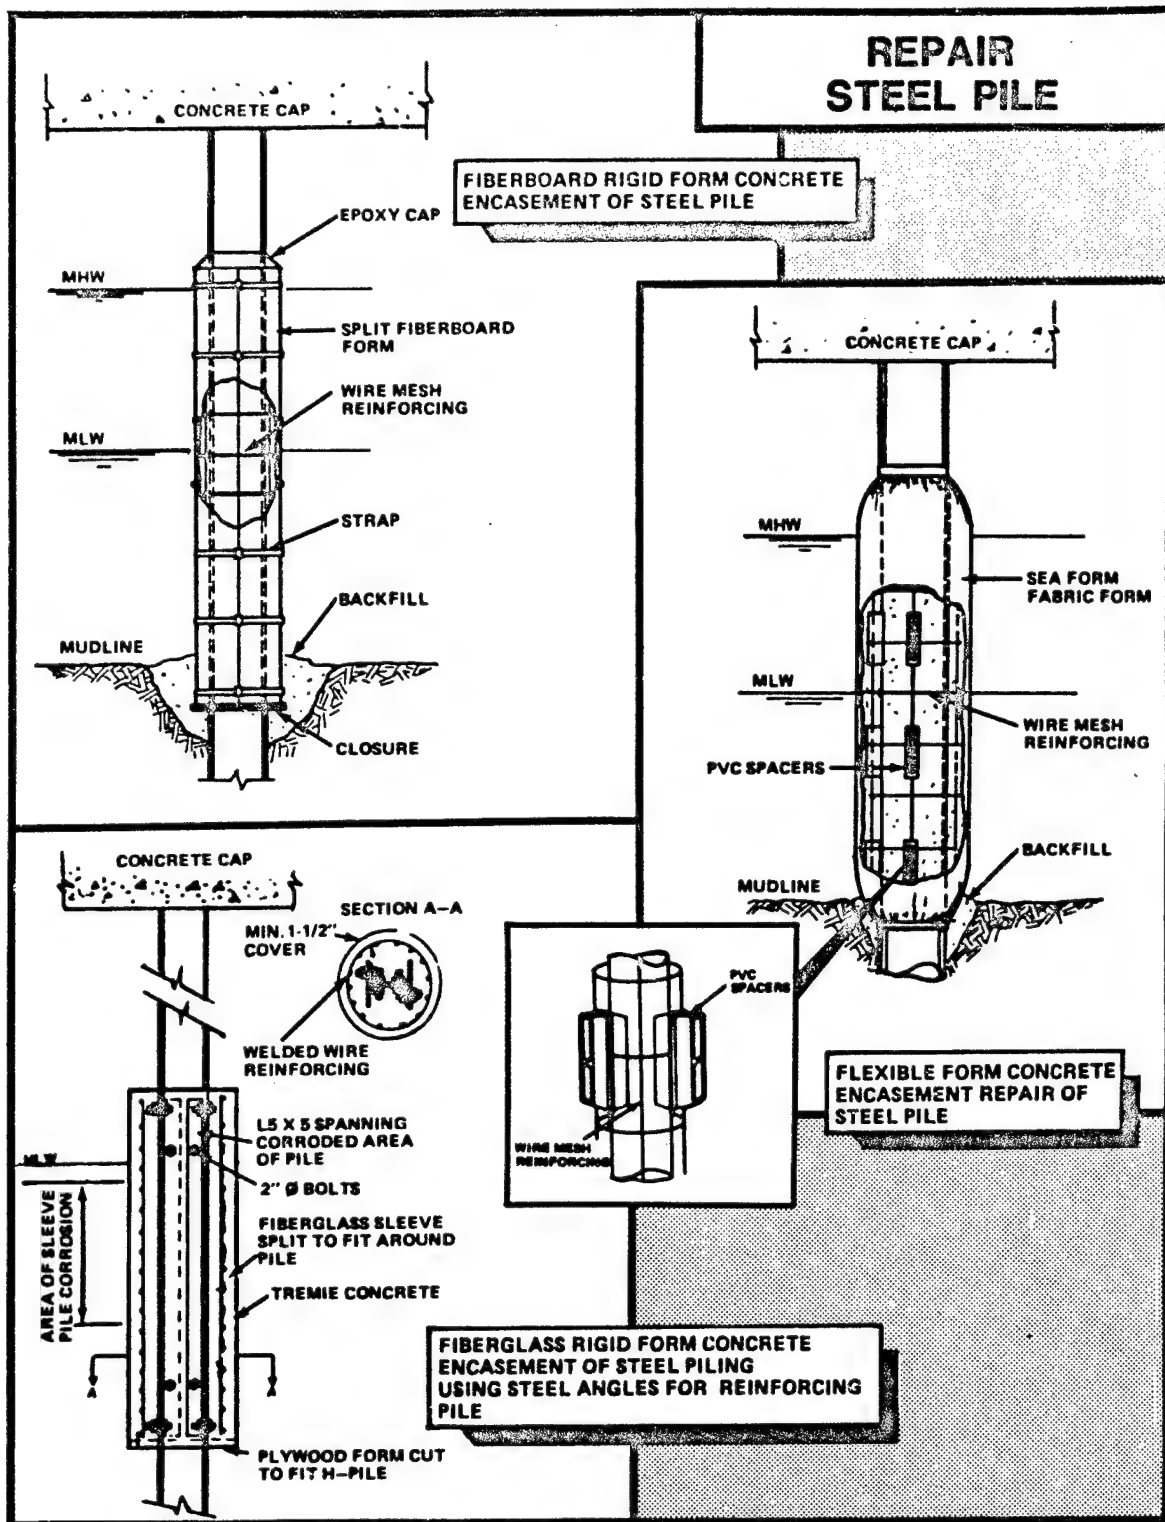 REPAIR
STEEL PILE
CONCRETE CAP
FIBERBOARD RIGID FORM CONCRETE
ENCASEMENT OF STEEL PILE
EPOXY CAP
MHW
SPLIT FIBERBOARD
FORM
WIRE MESH
REINFORCING
MLW
STRAP
BACKFILL
MUDLINE
CLOSURE
CONCRETE CAP
MHW
SEA FORM
FABRIC FORM
MLW
WIRE MESH
REINFORCING
PVC SPACERS
BACKFILL
MUDLINE
PVC
SPACERS
WIRE MESH
REINFORCING
FLEXIBLE FORM CONCRETE
ENCASEMENT REPAIR OF
STEEL PILE
CONCRETE CAP
SECTION A-A
MIN. 1-1/2"
COVER
WELDED WIRE
REINFORCING
L5 X 5 SPANNING
CORRODED AREA
OF PILE
MLW
2" Ø BOLTS
AREA OF SLEEVE
PILE CORROSION
FIBERGLASS SLEEVE
SPLIT TO FIT AROUND
PILE
TREMIE CONCRETE
A
A
FIBERGLASS RIGID FORM CONCRETE
ENCASEMENT OF STEEL PILING
USING STEEL ANGLES FOR REINFORCING
PILE
PLYWOOD FORM CUT
TO FIT H-PILE